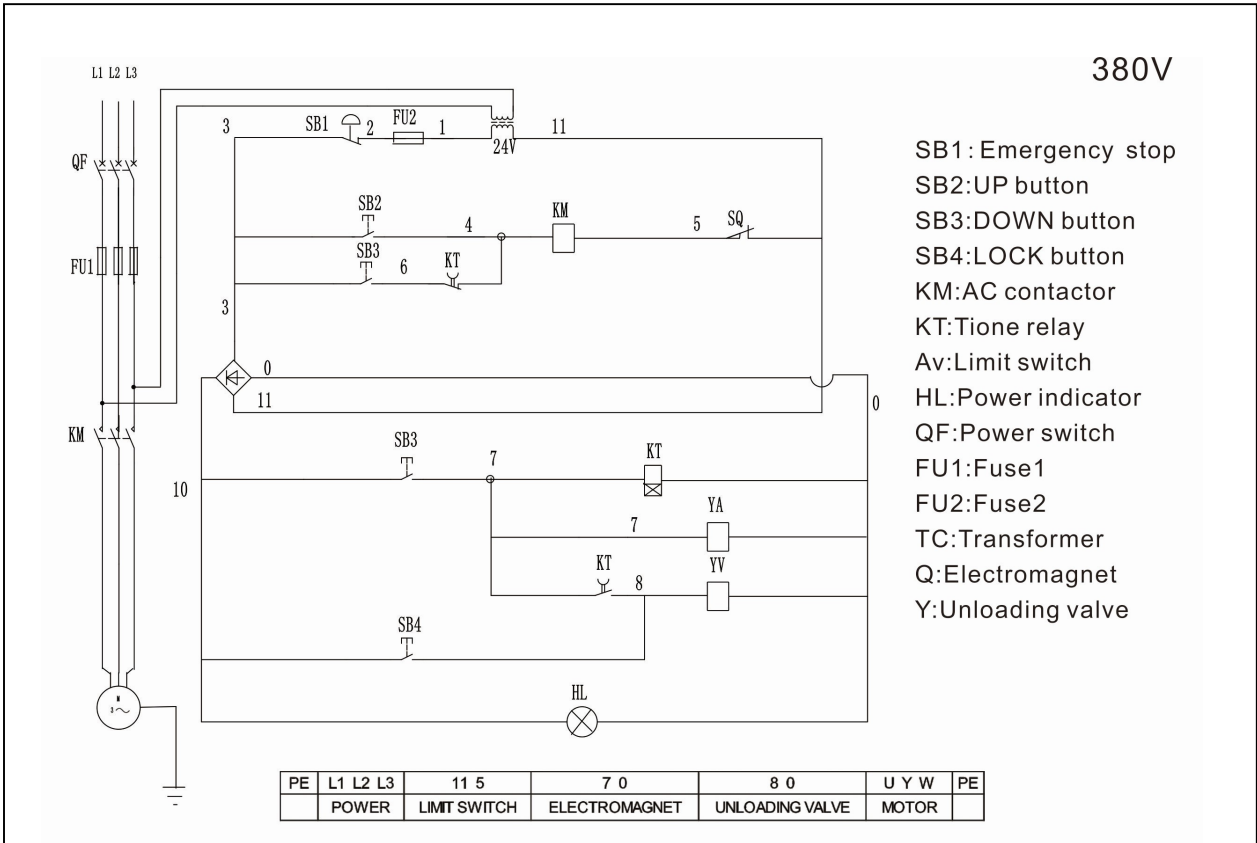 380V
L1 L2 L3
3
SB1
2
FU2
1
24V
11
QF
SB2
4
KM
5
SQ
SB3
6
KT
FU1
3
0
11
0
KM
SB3
7
KT
10
7
YA
KT
8
YV
SB4
HL
M
3~
SB1: Emergency stop
SB2:UP button
SB3:DOWN button
SB4:LOCK button
KM:AC contactor
KT:Tione relay
Av:Limit switch
HL:Power indicator
QF:Power switch
FU1:Fuse1
FU2:Fuse2
TC:Transformer
Q:Electromagnet
Y:Unloading valve
PE L1 L2 L3 11 5 7 0 8 0 U Y W PE
POWER LIMIT SWITCH ELECTROMAGNET UNLOADING VALVE MOTOR